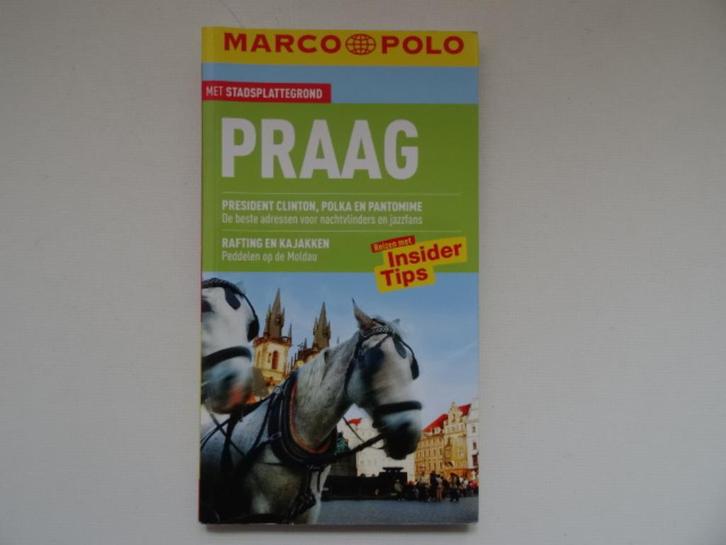 MARCO POLO
MET STADSPLATTEGROND
PRAAG
PRESIDENT CLINTON, POLKA EN PANTOMIME
De beste adressen voor nachtvlinders en jazzfans
RAFTING EN KAJAKKEN
Peddelen op de Moldau
Reizen met
Insider
Tips